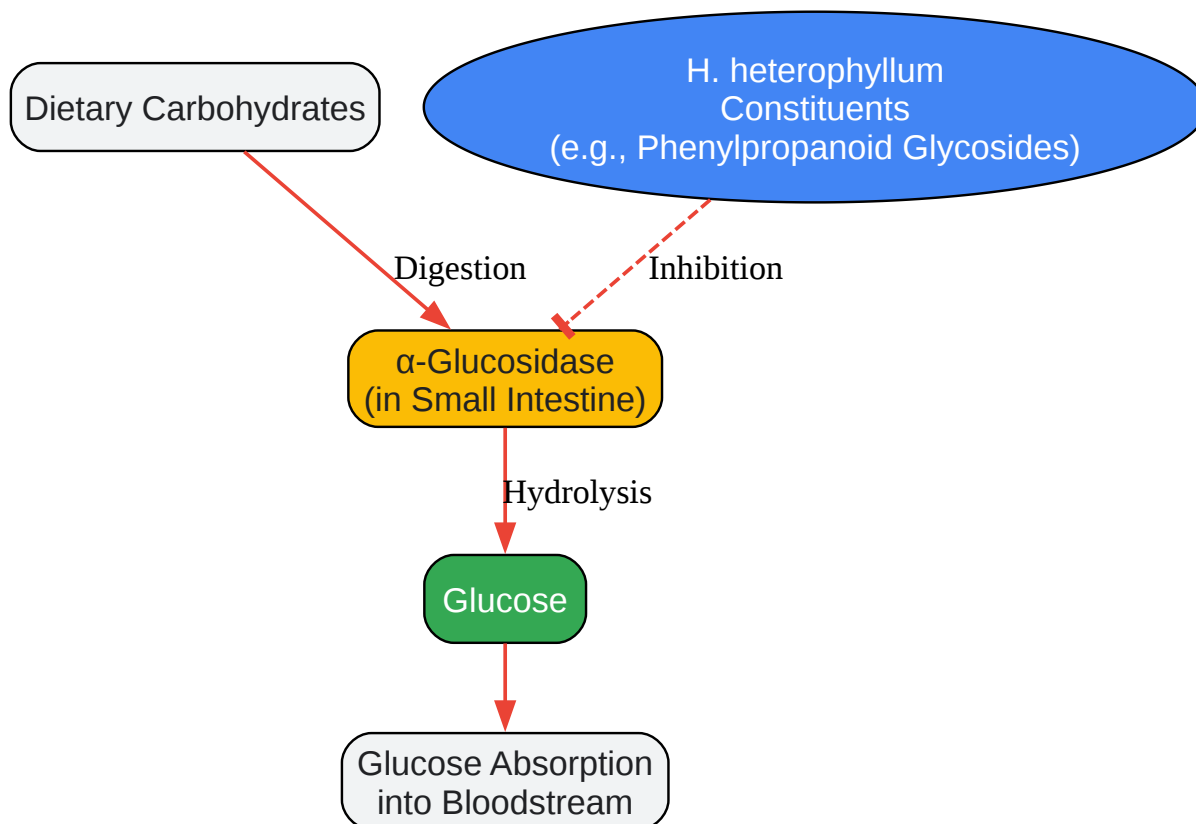 Dietary Carbohydrates
H. heterophyllum
Constituents
(e.g., Phenylpropanoid Glycosides)
Digestion
Inhibition
α-Glucosidase
(in Small Intestine)
Hydrolysis
Glucose
Glucose Absorption
into Bloodstream